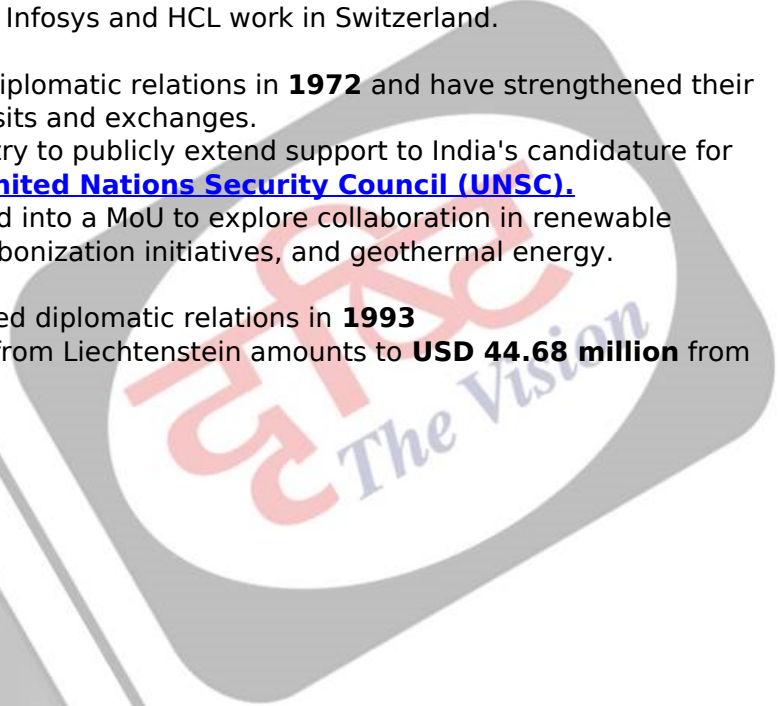 Infosys and HCL work in Switzerland.
iplomatic relations in 1972 and have strengthened their
sits and exchanges.
try to publicly extend support to India's candidature for
nited Nations Security Council (UNSC).
d into a MoU to explore collaboration in renewable
bonization initiatives, and geothermal energy.
ed diplomatic relations in 1993
from Liechtenstein amounts to USD 44.68 million from
दृष्टि
The Vision